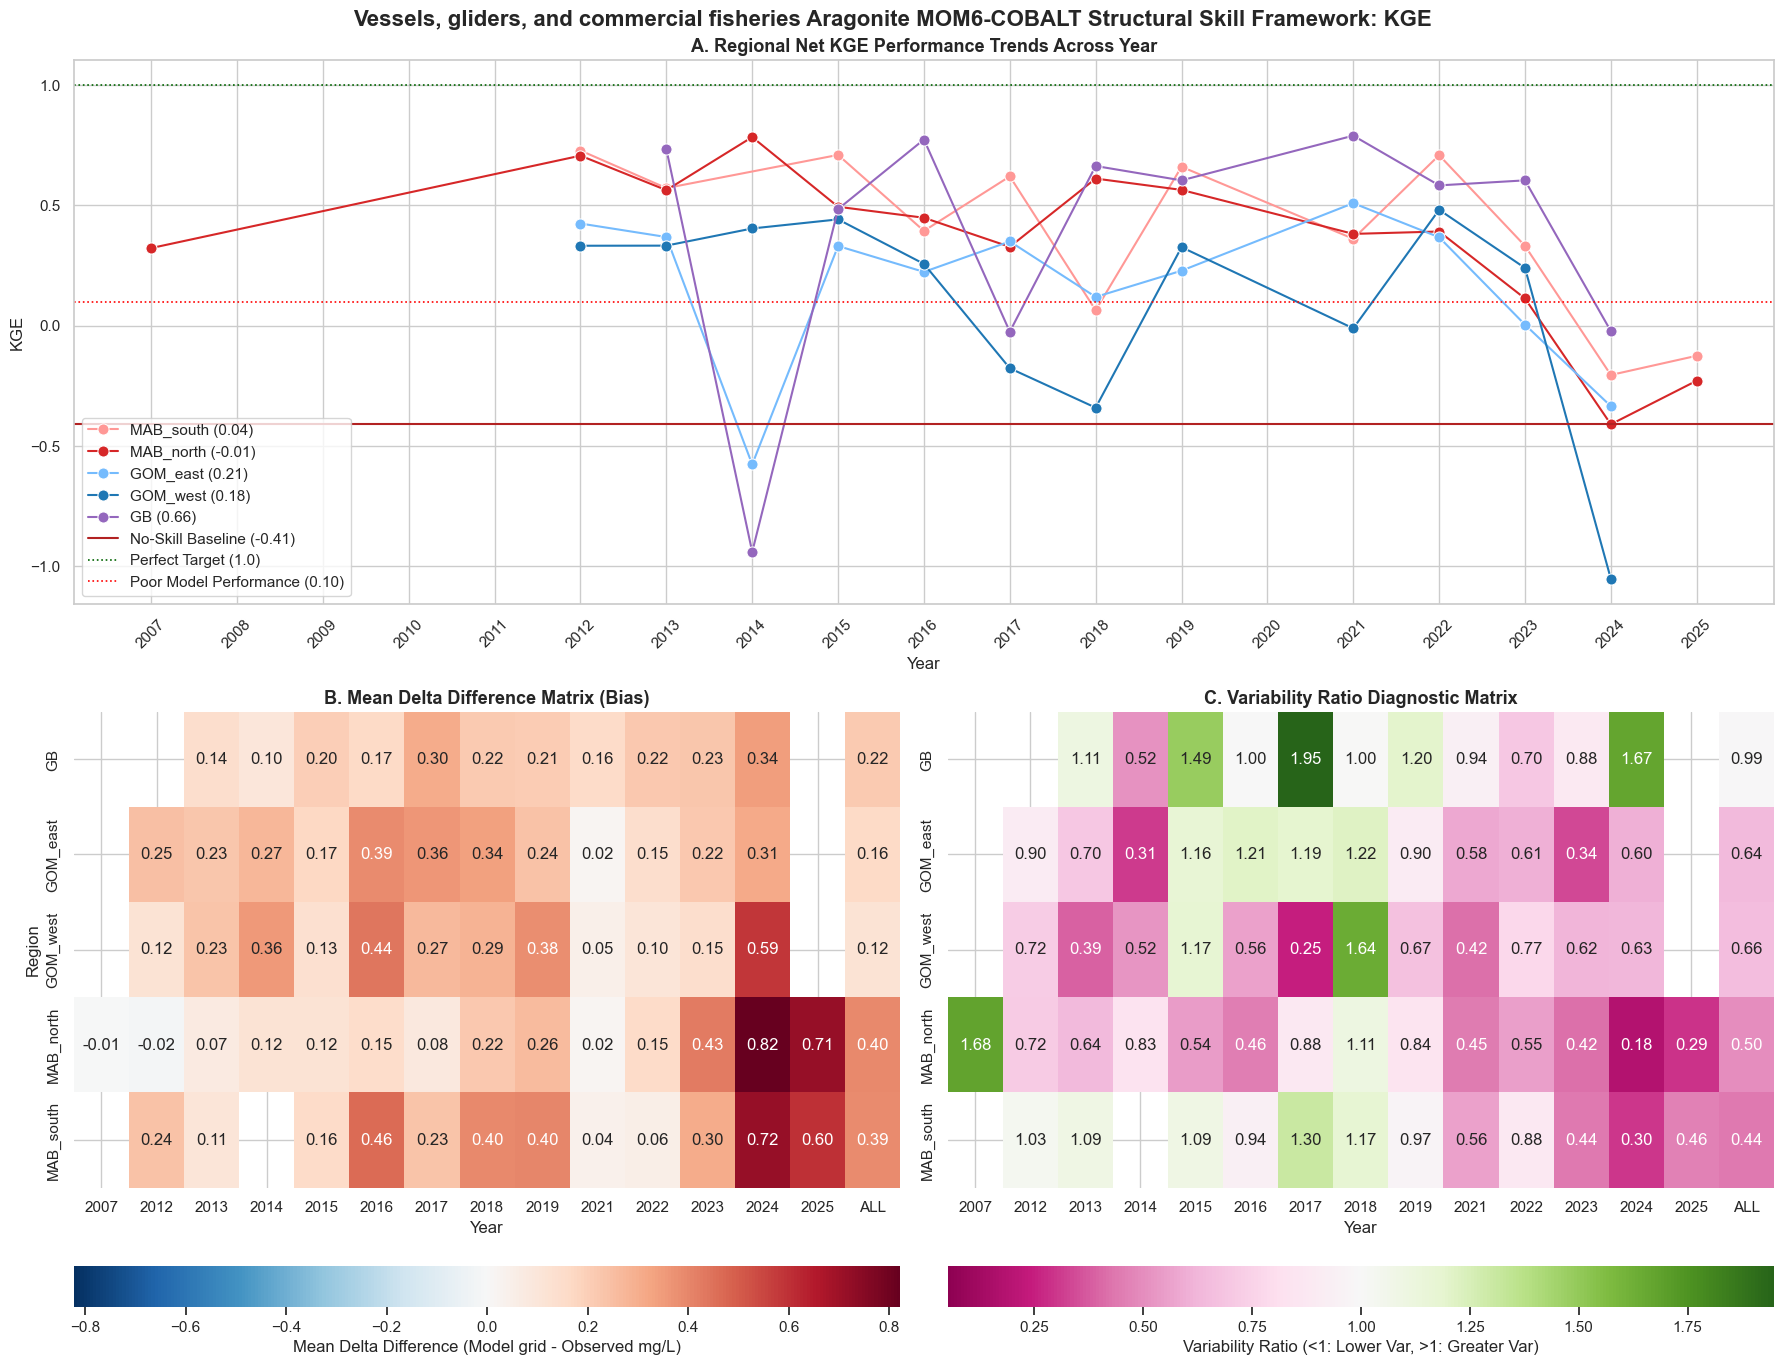 Vessels, gliders, and commercial fisheries Aragonite MOM6-COBALT Structural Skill Framework: KGE
A. Regional Net KGE Performance Trends Across Year
1.0
0.5
0.0
−0.5
−1.0
KGE
MAB_south (0.04)
MAB_north (-0.01)
GOM_east (0.21)
GOM_west (0.18)
GB (0.66)
No-Skill Baseline (-0.41)
Perfect Target (1.0)
Poor Model Performance (0.10)
2007 2008 2009 2010 2011 2012 2013 2014 2015 2016 2017 2018 2019 2020 2021 2022 2023 2024 2025
Year
B. Mean Delta Difference Matrix (Bias)
Region
GB 0.14 0.10 0.20 0.17 0.30 0.22 0.21 0.16 0.22 0.23 0.34 0.22
GOM_east 0.25 0.23 0.27 0.17 0.39 0.36 0.34 0.24 0.02 0.15 0.22 0.31 0.16
GOM_west 0.12 0.23 0.36 0.13 0.44 0.27 0.29 0.38 0.05 0.10 0.15 0.59 0.12
MAB_north -0.01 -0.02 0.07 0.12 0.12 0.15 0.08 0.22 0.26 0.02 0.15 0.43 0.82 0.71 0.40
MAB_south 0.24 0.11 0.16 0.46 0.23 0.40 0.40 0.04 0.06 0.30 0.72 0.60 0.39
2007 2012 2013 2014 2015 2016 2017 2018 2019 2021 2022 2023 2024 2025 ALL
Year
−0.8 −0.6 −0.4 −0.2 0.0 0.2 0.4 0.6 0.8
Mean Delta Difference (Model grid - Observed mg/L)
C. Variability Ratio Diagnostic Matrix
GB 1.11 0.52 1.49 1.00 1.95 1.00 1.20 0.94 0.70 0.88 1.67 0.99
GOM_east 0.90 0.70 0.31 1.16 1.21 1.19 1.22 0.90 0.58 0.61 0.34 0.60 0.64
GOM_west 0.72 0.39 0.52 1.17 0.56 0.25 1.64 0.67 0.42 0.77 0.62 0.63 0.66
MAB_north 1.68 0.72 0.64 0.83 0.54 0.46 0.88 1.11 0.84 0.45 0.55 0.42 0.18 0.29 0.50
MAB_south 1.03 1.09 1.09 0.94 1.30 1.17 0.97 0.56 0.88 0.44 0.30 0.46 0.44
2007 2012 2013 2014 2015 2016 2017 2018 2019 2021 2022 2023 2024 2025 ALL
Year
0.25 0.50 0.75 1.00 1.25 1.50 1.75
Variability Ratio (<1: Lower Var, >1: Greater Var)